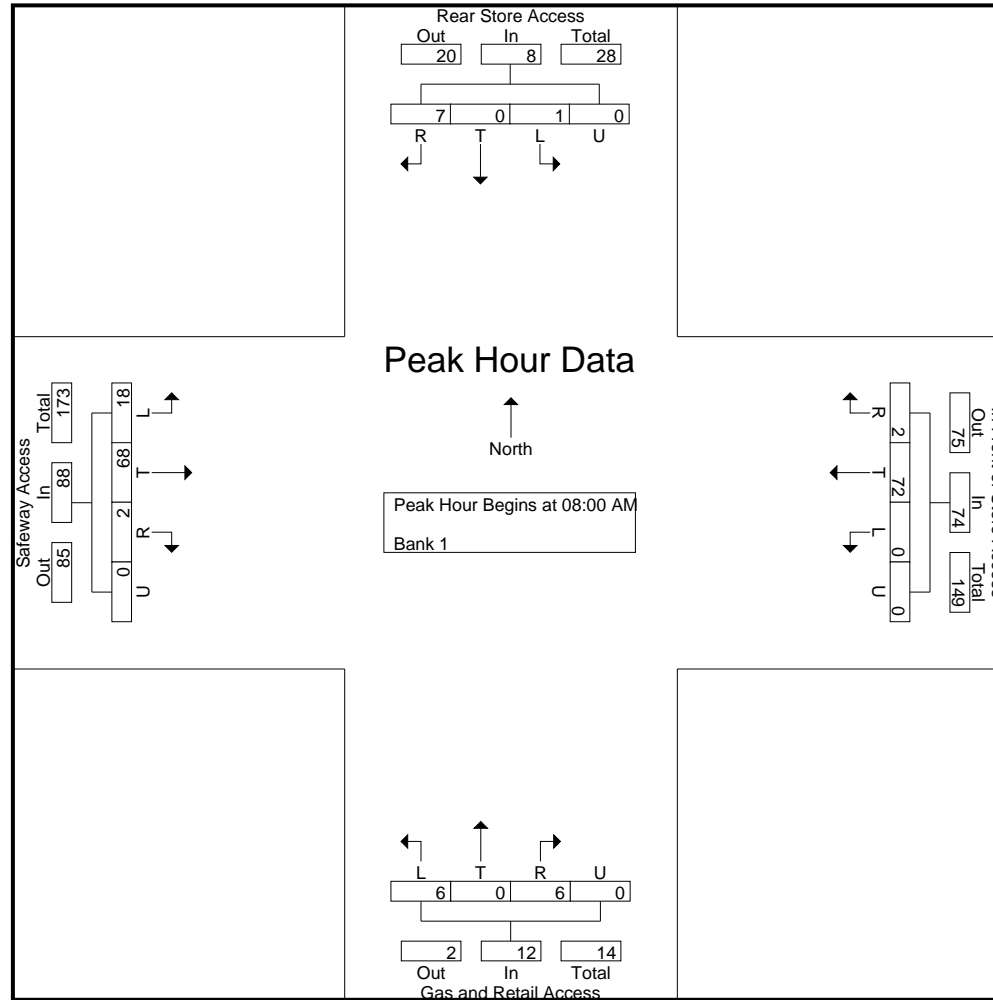 Rear Store Access
Out In Total
20 8 28
7 0 1 0
R T L U
Peak Hour Data
North
Peak Hour Begins at 08:00 AM
Bank 1
Safeway Access
Total In Out
173 88 85
18 68 2 0
L T R U
R T L U
2 72 0 0
Out In Total
75 74 149
L T R U
6 0 6 0
2 12 14
Out In Total
Gas and Retail Access